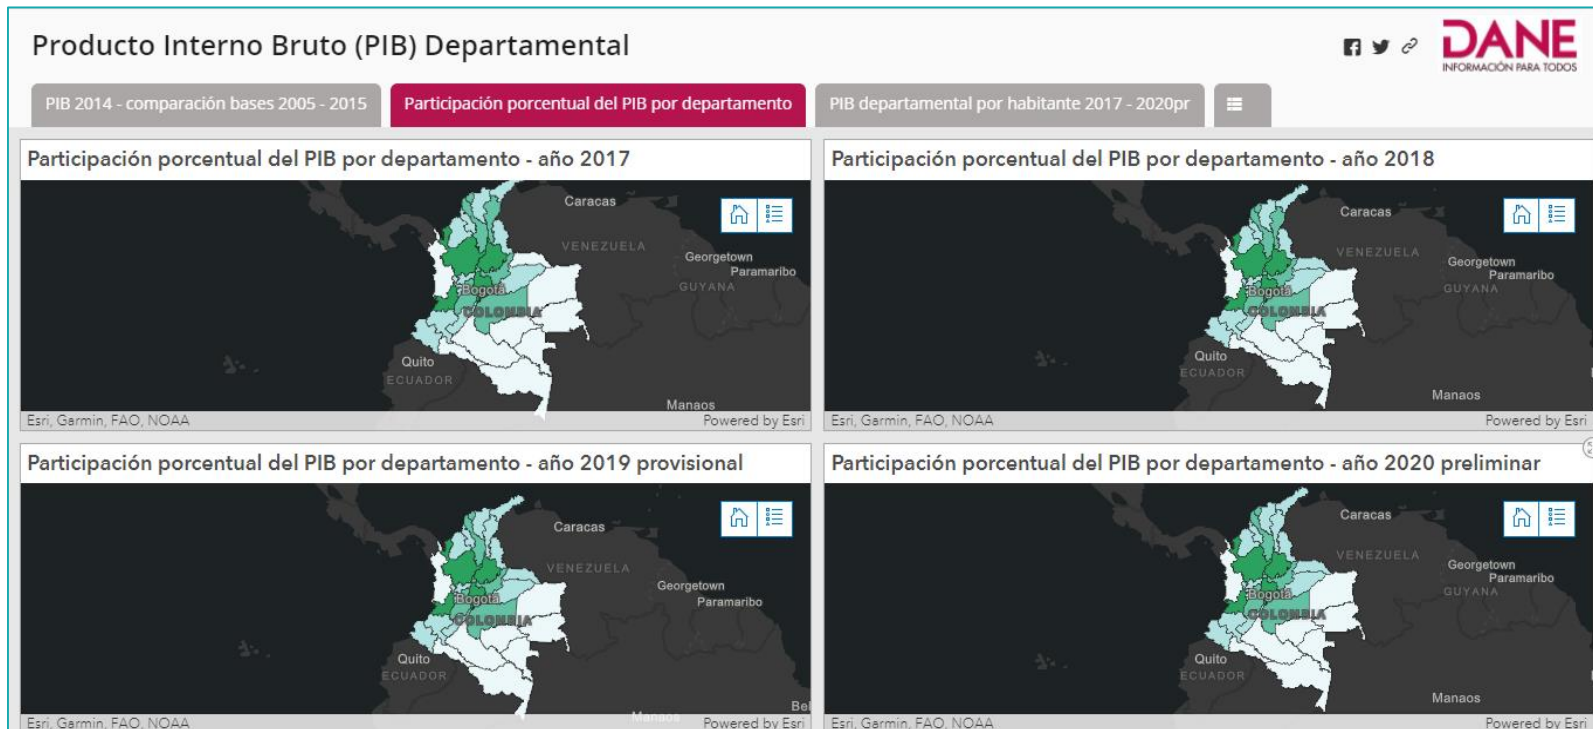 Producto Interno Bruto (PIB) Departamental
DANE
INFORMACIÓN PARA TODOS
PIB 2014 - comparación bases 2005 - 2015
Participación porcentual del PIB por departamento
PIB departamental por habitante 2017 - 2020pr
Participación porcentual del PIB por departamento - año 2017
Caracas
VENEZUELA
Georgetown
Paramaribo
GUYANA
Bogotá
COLOMBIA
Quito
ECUADOR
Manaos
Esri, Garmin, FAO, NOAA
Powered by Esri
Participación porcentual del PIB por departamento - año 2018
Caracas
VENEZUELA
Georgetown
Paramaribo
GUYANA
Bogotá
COLOMBIA
Quito
ECUADOR
Manaos
Esri, Garmin, FAO, NOAA
Powered by Esri
Participación porcentual del PIB por departamento - año 2019 provisional
Caracas
VENEZUELA
Georgetown
Paramaribo
Bogotá
COLOMBIA
Quito
ECUADOR
Bel
Manaos
Esri, Garmin, FAO, NOAA
Powered by Esri
Participación porcentual del PIB por departamento - año 2020 preliminar
Caracas
VENEZUELA
Georgetown
Paramaribo
GUYANA
Bogotá
COLOMBIA
Quito
ECUADOR
Manaos
Esri, Garmin, FAO, NOAA
Powered by Esri